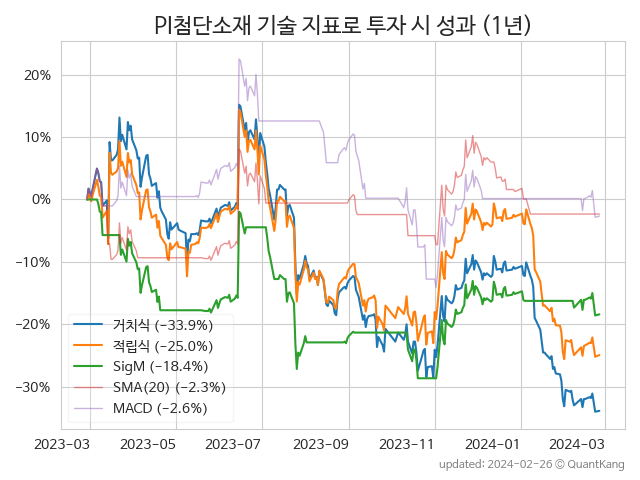 PI첨단소재 기술 지표로 투자 시 성과 (1년)
20%
10%
0%
−10%
−20%
−30%
거치식 (−33.9%)
적립식 (−25.0%)
SigM (−18.4%)
SMA(20) (−2.3%)
MACD (−2.6%)
2023-03 2023-05 2023-07 2023-09 2023-11 2024-01 2024-03
updated: 2024-02-26 © QuantKang